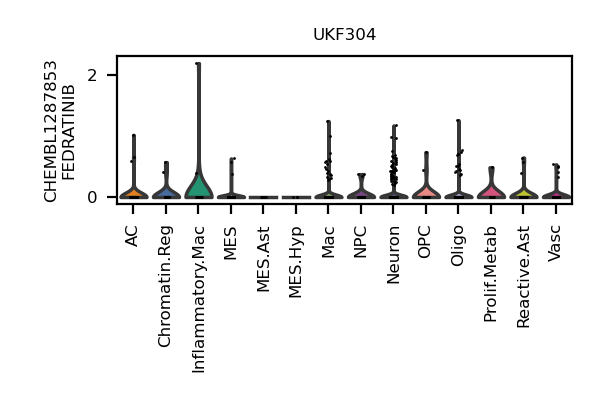 UKF304
CHEMBL1287853
FEDRATINIB
2
0
AC
Chromatin.Reg
Inflammatory.Mac
MES
MES.Ast
MES.Hyp
Mac
NPC
Neuron
OPC
Oligo
Prolif.Metab
Reactive.Ast
Vasc